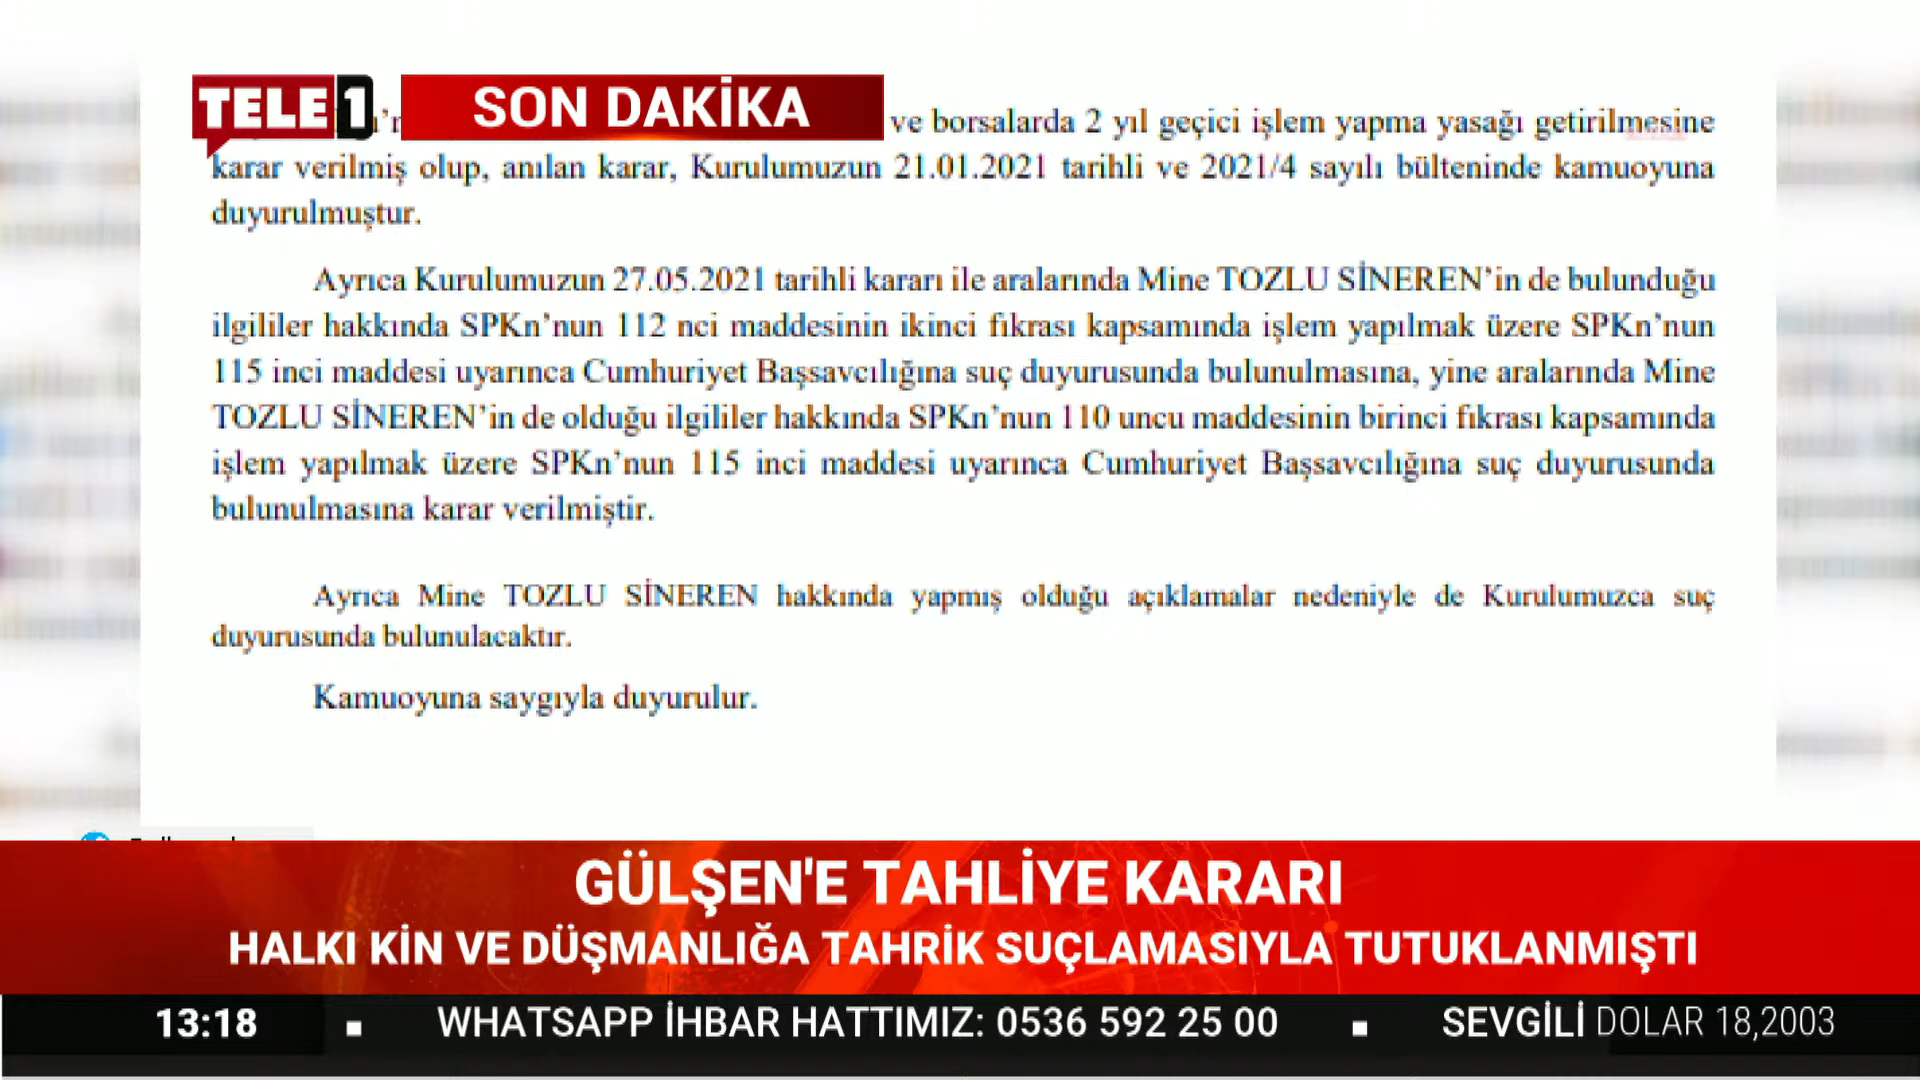 TELE1
SON DAKİKA
ve borsalarda 2 yıl geçici işlem yapma yasağı getirilmesine
karar verilmiş olup, anılan karar, Kurulumuzun 21.01.2021 tarihli ve 2021/4 sayılı bülteninde kamuoyuna
duyurulmuştur.
Ayrıca Kurulumuzun 27.05.2021 tarihli kararı ile aralarında Mine TOZLU SİNEREN’in de bulunduğu
ilgililer hakkında SPKn’nun 112 nci maddesinin ikinci fıkrası kapsamında işlem yapılmak üzere SPKn’nun
115 inci maddesi uyarınca Cumhuriyet Başsavcılığına suç duyurusunda bulunulmasına, yine aralarında Mine
TOZLU SİNEREN’in de olduğu ilgililer hakkında SPKn’nun 110 uncu maddesinin birinci fıkrası kapsamında
işlem yapılmak üzere SPKn’nun 115 inci maddesi uyarınca Cumhuriyet Başsavcılığına suç duyurusunda
bulunulmasına karar verilmiştir.
Ayrıca Mine TOZLU SİNEREN hakkında yapmış olduğu açıklamalar nedeniyle de Kurulumuzca suç
duyurusunda bulunulacaktır.
Kamuoyuna saygıyla duyurulur.
GÜLŞEN'E TAHLİYE KARARI
HALKI KİN VE DÜŞMANLIĞA TAHRİK SUÇLAMASIYLA TUTUKLANMIŞTI
13:18 ▪ WHATSAPP İHBAR HATTIMIZ: 0536 592 25 00 ▪ SEVGİLİ DOLAR 18,2003